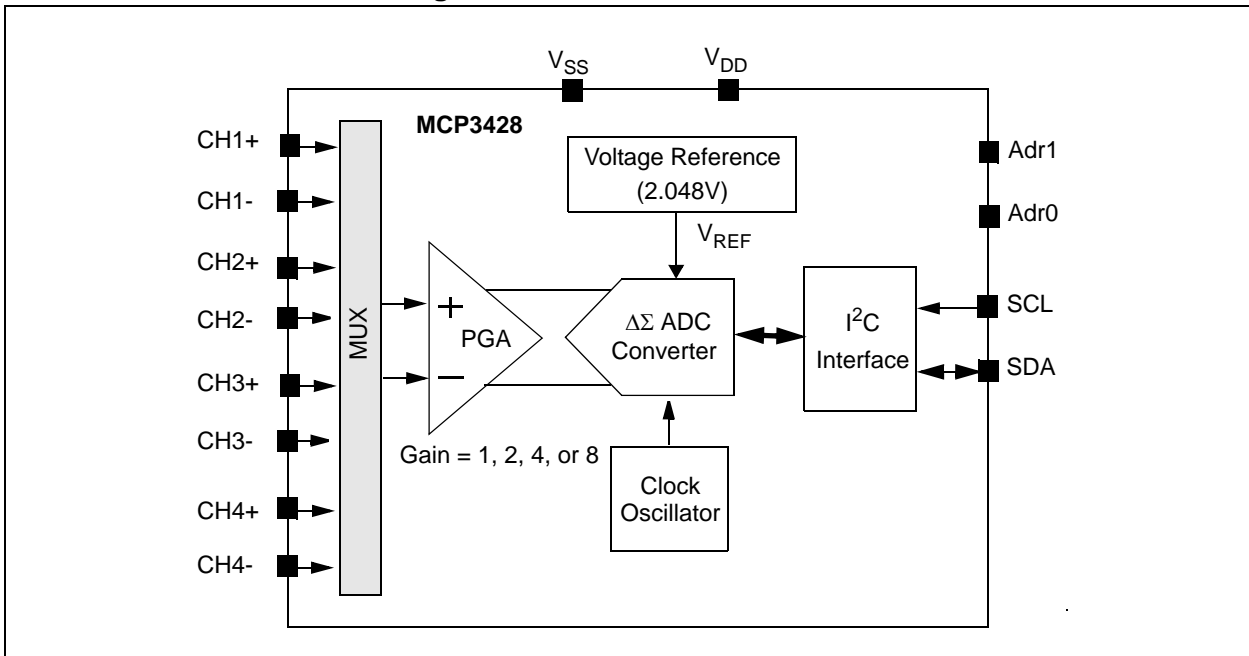 V_SS
V_DD
MCP3428
CH1+
CH1-
CH2+
CH2-
CH3+
CH3-
CH4+
CH4-
MUX
+
PGA
−
Gain = 1, 2, 4, or 8
Voltage Reference
(2.048V)
V_REF
ΔΣ ADC
Converter
Clock
Oscillator
I²C
Interface
Adr1
Adr0
SCL
SDA